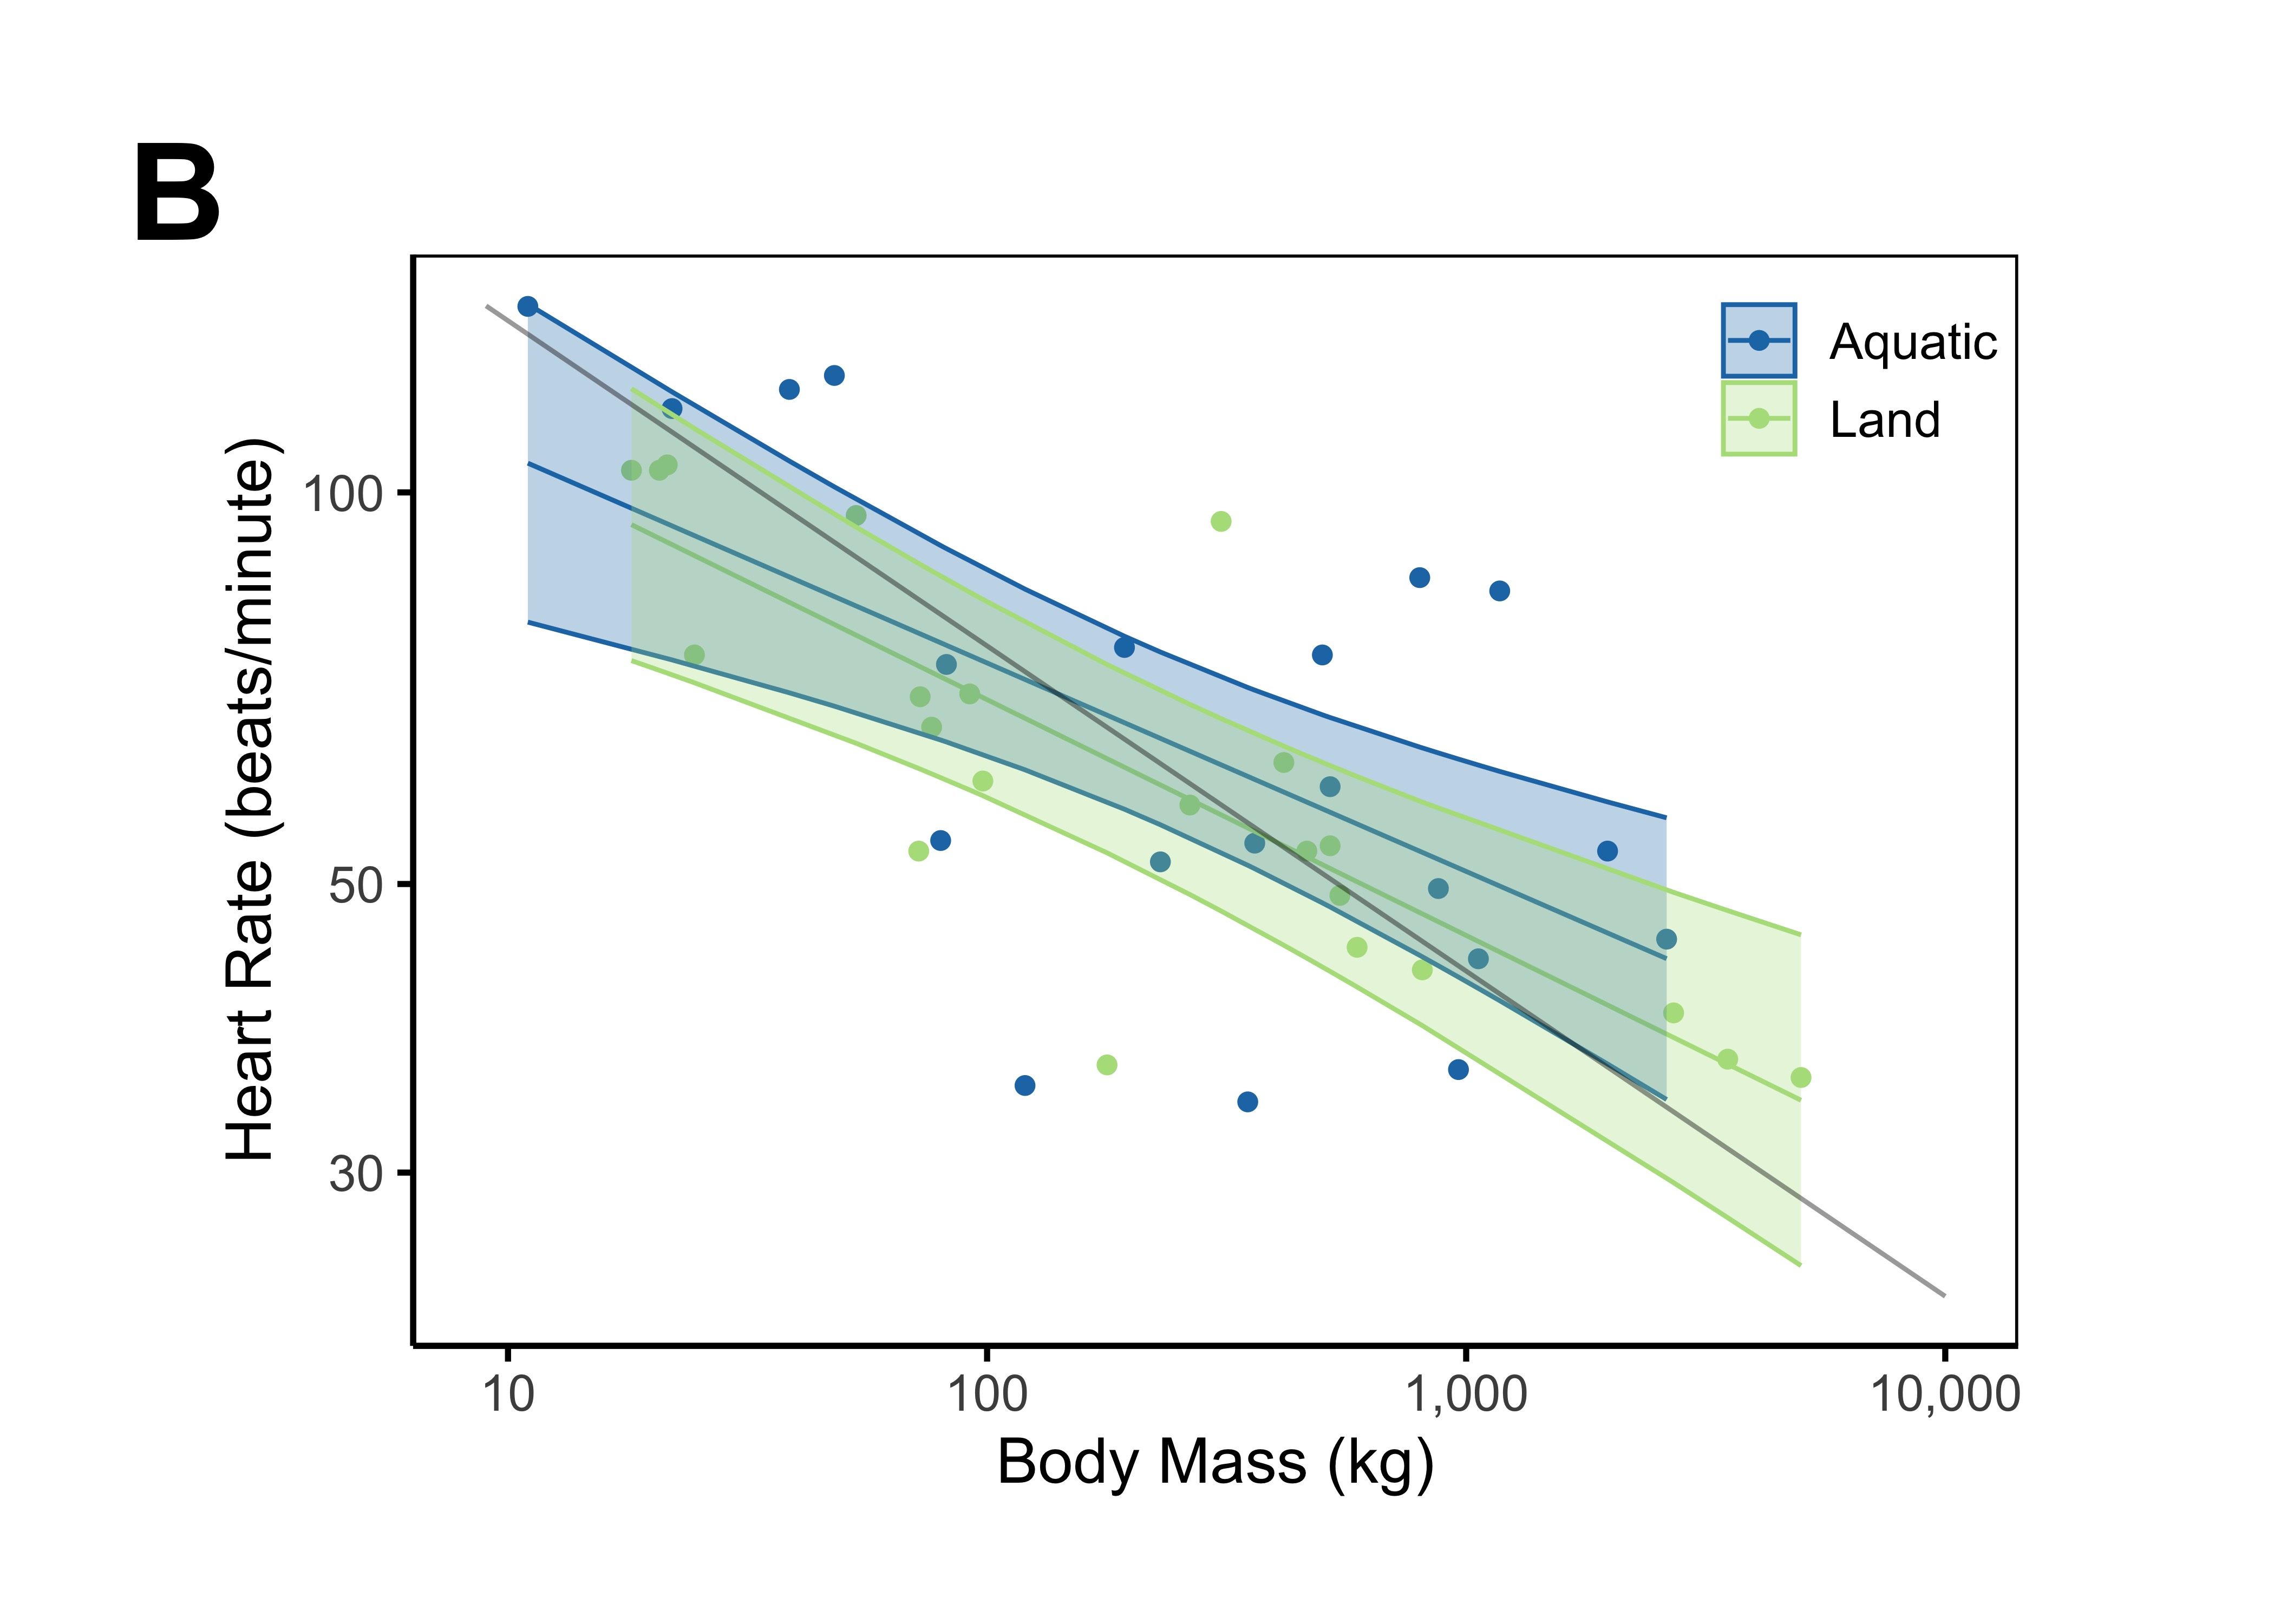 B
Aquatic
Land
Heart Rate (beats/minute)
100
50
30
10
100
1,000
10,000
Body Mass (kg)